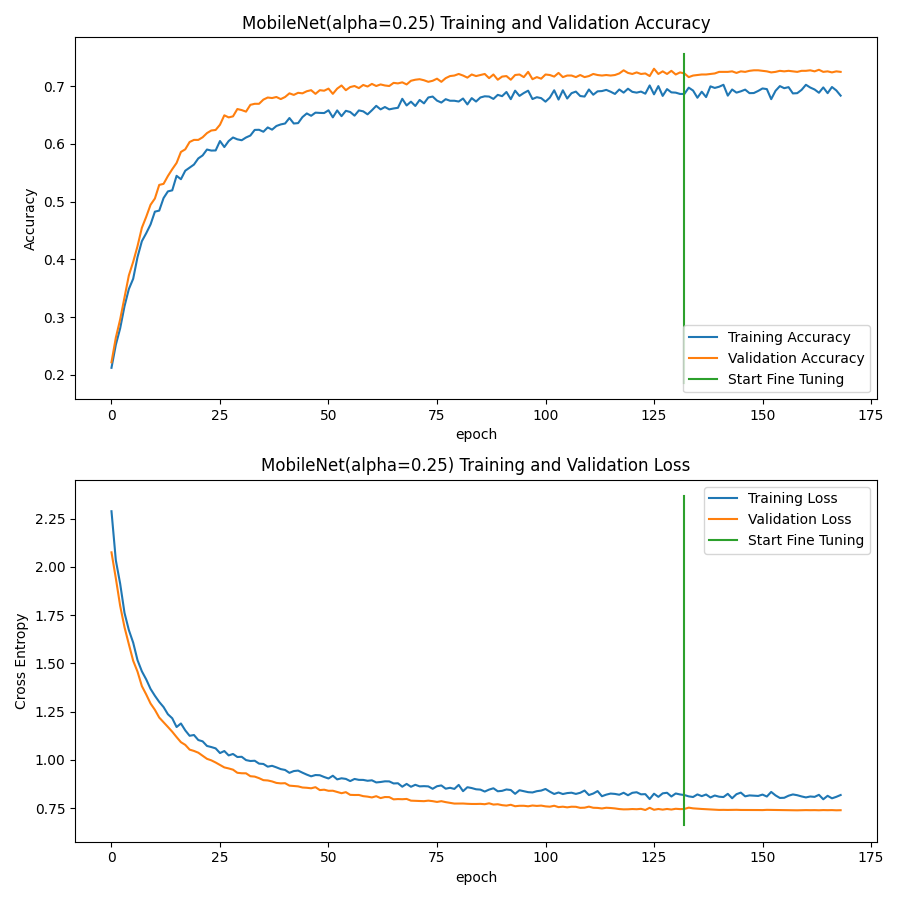 MobileNet(alpha=0.25) Training and Validation Accuracy
Accuracy
0.7
0.6
0.5
0.4
0.3
0.2
Training Accuracy
Validation Accuracy
Start Fine Tuning
0 25 50 75 100 125 150 175
epoch
MobileNet(alpha=0.25) Training and Validation Loss
Cross Entropy
2.25
2.00
1.75
1.50
1.25
1.00
0.75
Training Loss
Validation Loss
Start Fine Tuning
0 25 50 75 100 125 150 175
epoch